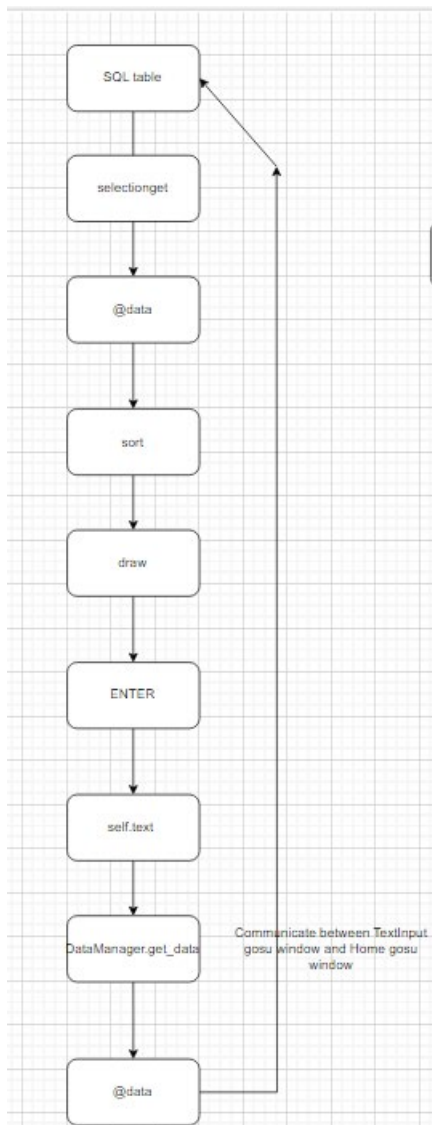 SQL table
selectionget
@data
sort
draw
ENTER
self.text
DataManager.get_data
Communicate between TextInput
gosu window and Home gosu
window
@data